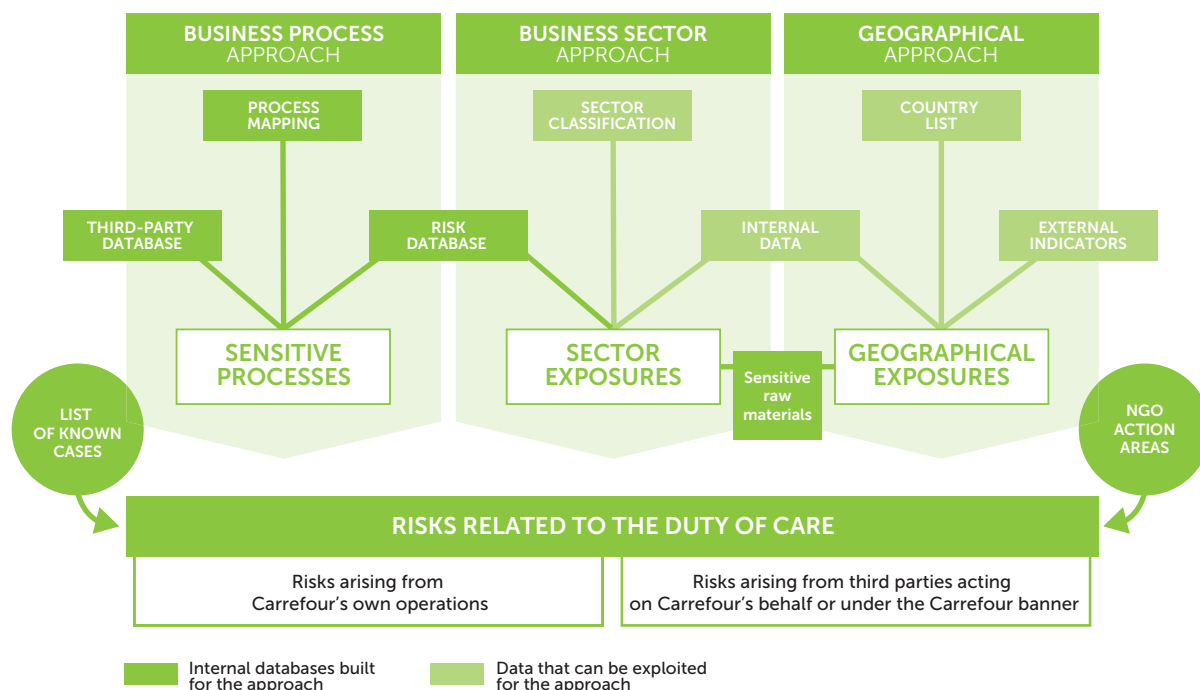 BUSINESS PROCESS
APPROACH
BUSINESS SECTOR
APPROACH
GEOGRAPHICAL
APPROACH
PROCESS
MAPPING
SECTOR
CLASSIFICATION
COUNTRY
LIST
THIRD-PARTY
DATABASE
RISK
DATABASE
INTERNAL
DATA
EXTERNAL
INDICATORS
SENSITIVE
PROCESSES
SECTOR
EXPOSURES
Sensitive
raw
materials
GEOGRAPHICAL
EXPOSURES
LIST
OF KNOWN
CASES
NGO
ACTION
AREAS
RISKS RELATED TO THE DUTY OF CARE
Risks arising from
Carrefour's own operations
Risks arising from third parties acting
on Carrefour's behalf or under the Carrefour banner
Internal databases built
for the approach
Data that can be exploited
for the approach